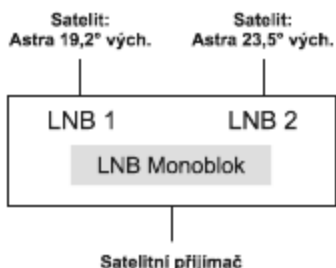 Satelit:
Astra 19,2° vých.
Satelit:
Astra 23,5° vých.
LNB 1
LNB 2
LNB Monoblok
Satelitní přijímač